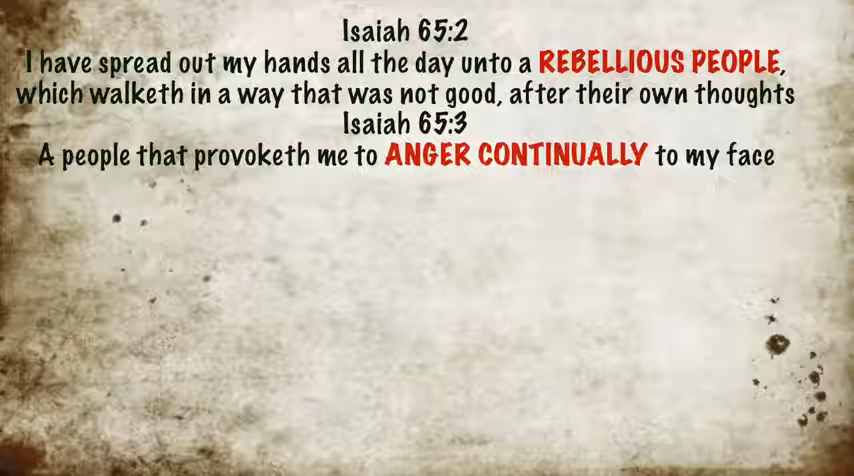 Isaiah 65:2
I have spread out my hands all the day unto a REBELLIOUS PEOPLE,
which walketh in a way that was not good, after their own thoughts
Isaiah 65:3
A people that provoketh me to ANGER CONTINUALLY to my face